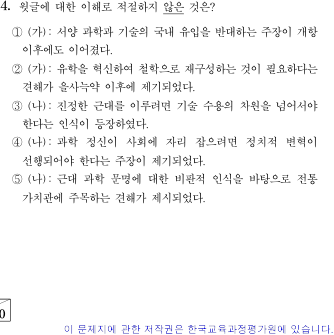 4. 윗글에 대한 이해로 적절하지 않은 것은?
① (가): 서양 과학과 기술의 국내 유입을 반대하는 주장이 개항
이후에도 이어졌다.
② (가): 유학을 혁신하여 철학으로 재구성하는 것이 필요하다는
견해가 을사늑약 이후에 제기되었다.
③ (나): 진정한 근대를 이루려면 기술 수용의 차원을 넘어서야
한다는 인식이 등장하였다.
④ (나): 과학 정신이 사회에 자리 잡으려면 정치적 변혁이
선행되어야 한다는 주장이 제기되었다.
⑤ (나): 근대 과학 문명에 대한 비판적 인식을 바탕으로 전통
가치관에 주목하는 견해가 제시되었다.
0
이 문제지에 관한 저작권은 한국교육과정평가원에 있습니다.